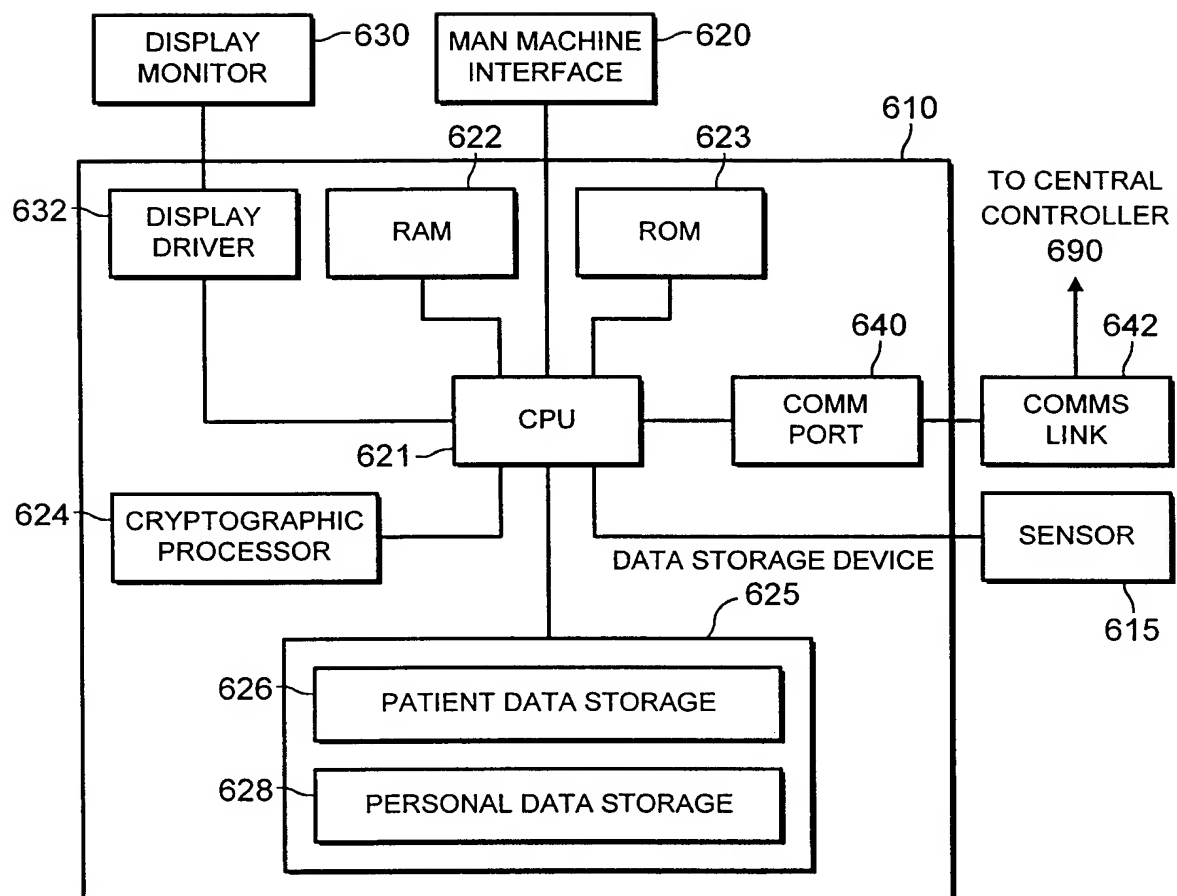 DISPLAY
MONITOR
630
MAN MACHINE
INTERFACE
620
610
622
623
632
DISPLAY
DRIVER
RAM
ROM
TO CENTRAL
CONTROLLER
690
640
642
CPU
621
COMM
PORT
COMMS
LINK
624
CRYPTOGRAPHIC
PROCESSOR
SENSOR
615
DATA STORAGE DEVICE
625
626
PATIENT DATA STORAGE
628
PERSONAL DATA STORAGE